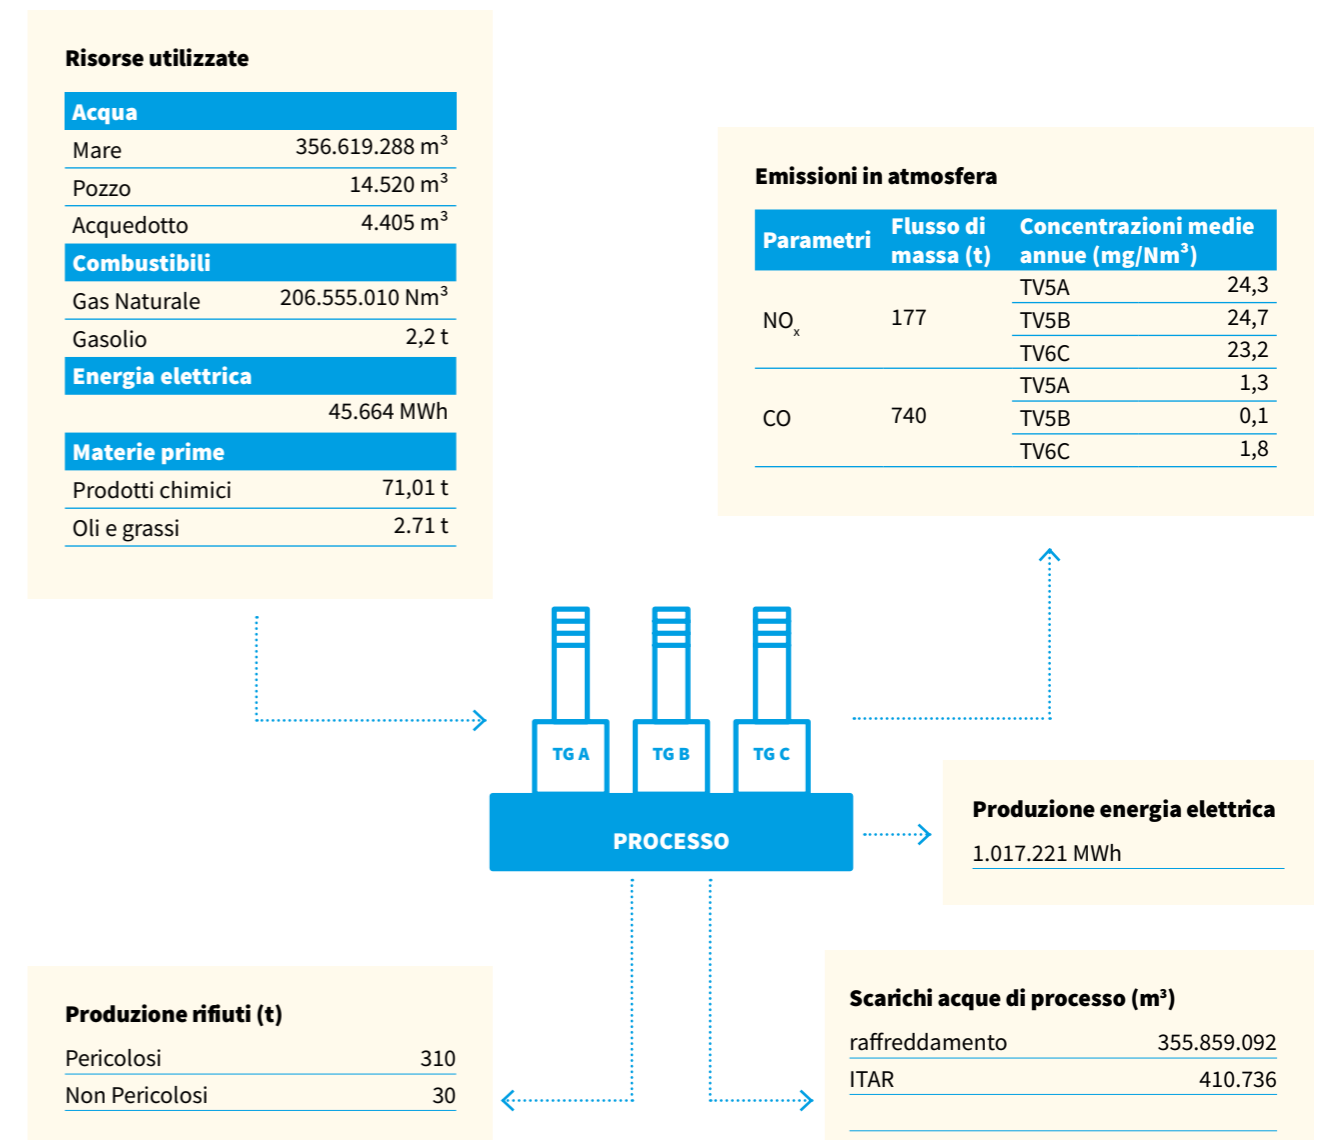 Risorse utilizzate
Acqua
Mare 356.619.288 m³
Pozzo 14.520 m³
Acquedotto 4.405 m³
Combustibili
Gas Naturale 206.555.010 Nm³
Gasolio 2,2 t
Energia elettrica
45.664 MWh
Materie prime
Prodotti chimici 71,01 t
Oli e grassi 2.71 t
Emissioni in atmosfera
Parametri Flusso di massa (t) Concentrazioni medie annue (mg/Nm³)
NOx 177 TV5A 24,3
TV5B 24,7
TV6C 23,2
CO 740 TV5A 1,3
TV5B 0,1
TV6C 1,8
TG A TG B TG C
PROCESSO
Produzione energia elettrica
1.017.221 MWh
Produzione rifiuti (t)
Pericolosi 310
Non Pericolosi 30
Scarichi acque di processo (m³)
raffreddamento 355.859.092
ITAR 410.736